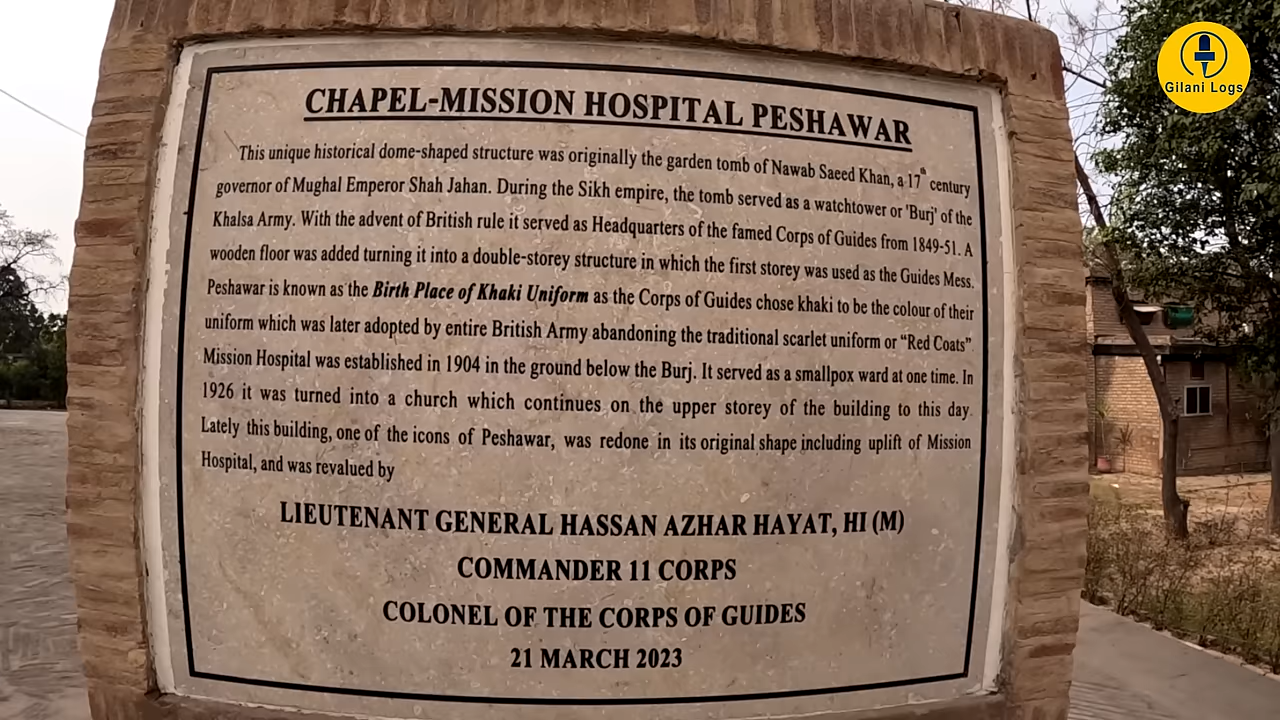 CHAPEL-MISSION HOSPITAL PESHAWAR
This unique historical dome-shaped structure was originally the garden tomb of Nawab Saeed Khan, a 17th century
governor of Mughal Emperor Shah Jahan. During the Sikh empire, the tomb served as a watchtower or 'Burj' of the
Khalsa Army. With the advent of British rule it served as Headquarters of the famed Corps of Guides from 1849-51. A
wooden floor was added turning it into a double-storey structure in which the first storey was used as the Guides Mess.
Peshawar is known as the Birth Place of Khaki Uniform as the Corps of Guides chose khaki to be the colour of their
uniform which was later adopted by entire British Army abandoning the traditional scarlet uniform or “Red Coats”
Mission Hospital was established in 1904 in the ground below the Burj. It served as a smallpox ward at one time. In
1926 it was turned into a church which continues on the upper storey of the building to this day.
Lately this building, one of the icons of Peshawar, was redone in its original shape including uplift of Mission
Hospital, and was revalued by
LIEUTENANT GENERAL HASSAN AZHAR HAYAT, HI (M)
COMMANDER 11 CORPS
COLONEL OF THE CORPS OF GUIDES
21 MARCH 2023
Gilani Logs